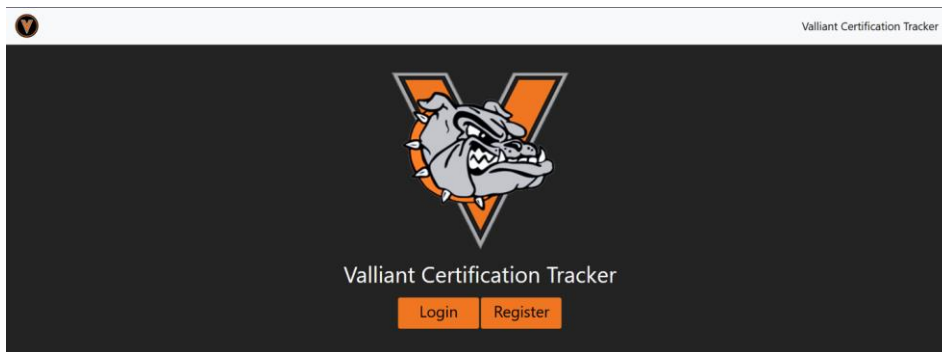 V
Valliant Certification Tracker
V
Valliant Certification Tracker
Login
Register